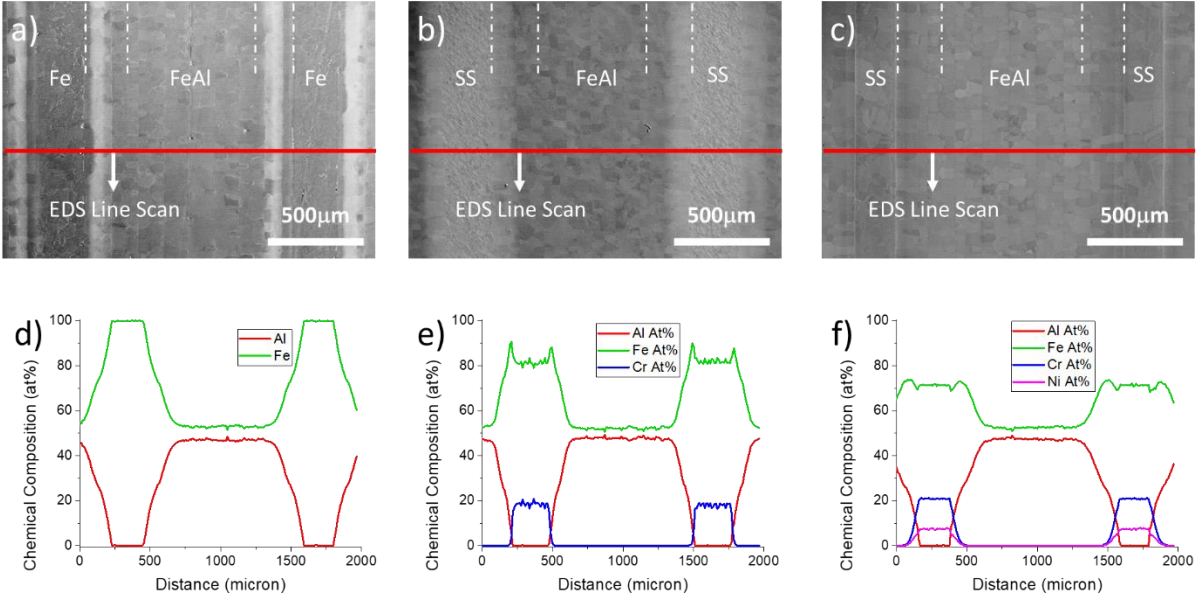 a)
Fe
FeAl
Fe
EDS Line Scan
500μm
b)
SS
FeAl
SS
EDS Line Scan
500μm
c)
SS
FeAl
SS
EDS Line Scan
500μm
d)
Chemical Composition (at%)
100
80
60
40
20
0
Al
Fe
0 500 1000 1500 2000
Distance (micron)
e)
Chemical Composition (at%)
100
80
60
40
20
0
Al At%
Fe At%
Cr At%
0 500 1000 1500 2000
Distance (micron)
f)
Chemical Composition (at%)
100
80
60
40
20
0
Al At%
Fe At%
Cr At%
Ni At%
0 500 1000 1500 2000
Distance (micron)